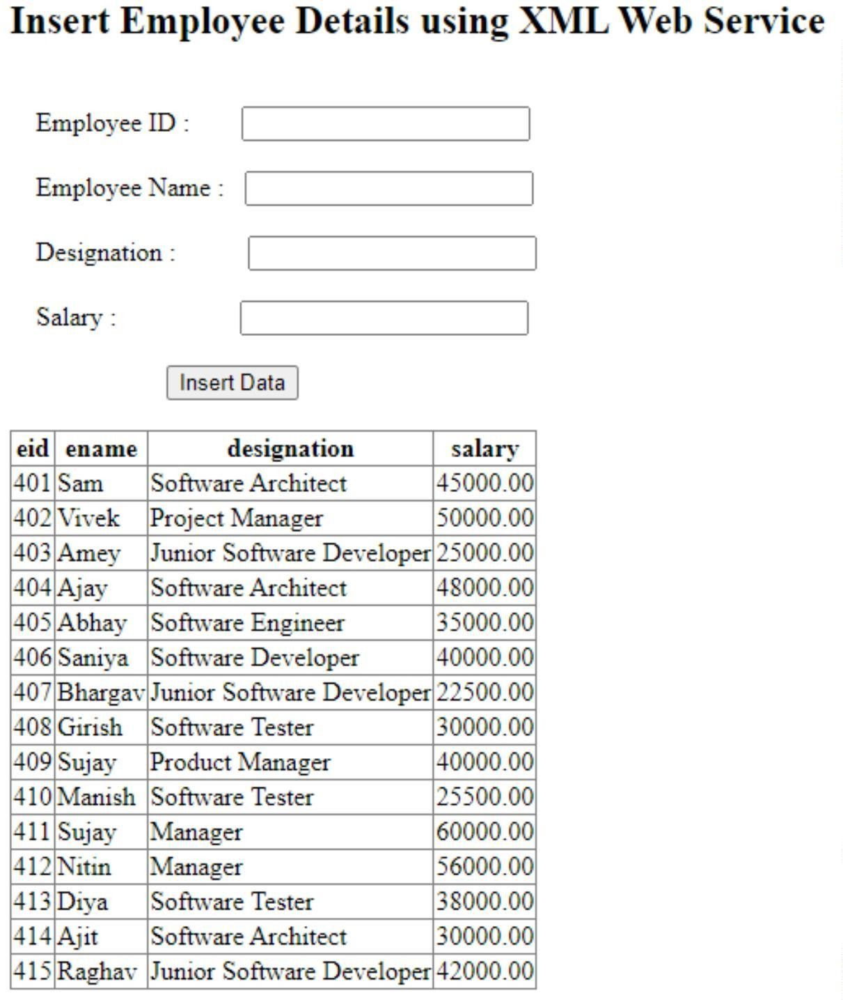 Insert Employee Details using XML Web Service
Employee ID :
Employee Name :
Designation :
Salary :
Insert Data
eid ename designation salary
401 Sam Software Architect 45000.00
402 Vivek Project Manager 50000.00
403 Amey Junior Software Developer 25000.00
404 Ajay Software Architect 48000.00
405 Abhay Software Engineer 35000.00
406 Saniya Software Developer 40000.00
407 Bhargav Junior Software Developer 22500.00
408 Girish Software Tester 30000.00
409 Sujay Product Manager 40000.00
410 Manish Software Tester 25500.00
411 Sujay Manager 60000.00
412 Nitin Manager 56000.00
413 Diya Software Tester 38000.00
414 Ajit Software Architect 30000.00
415 Raghav Junior Software Developer 42000.00